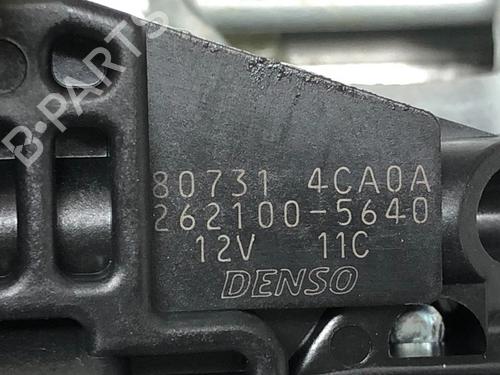 B-PARTS
80731 4CA0A
262100-5640
12V 11C
DENSO